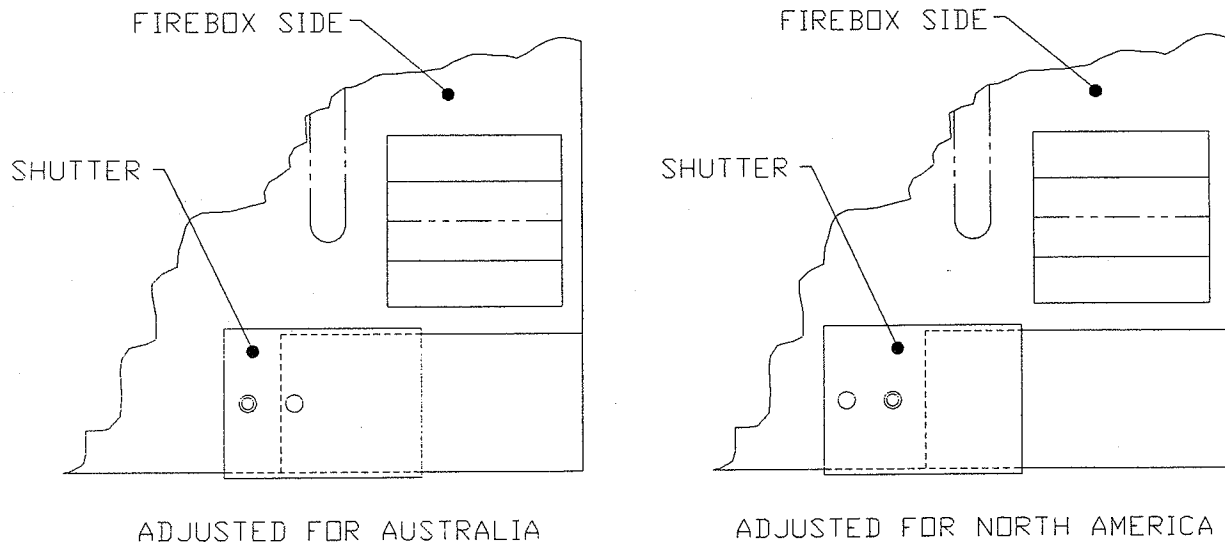 FIREBOX SIDE
SHUTTER
ADJUSTED FOR AUSTRALIA
FIREBOX SIDE
SHUTTER
ADJUSTED FOR NORTH AMERICA